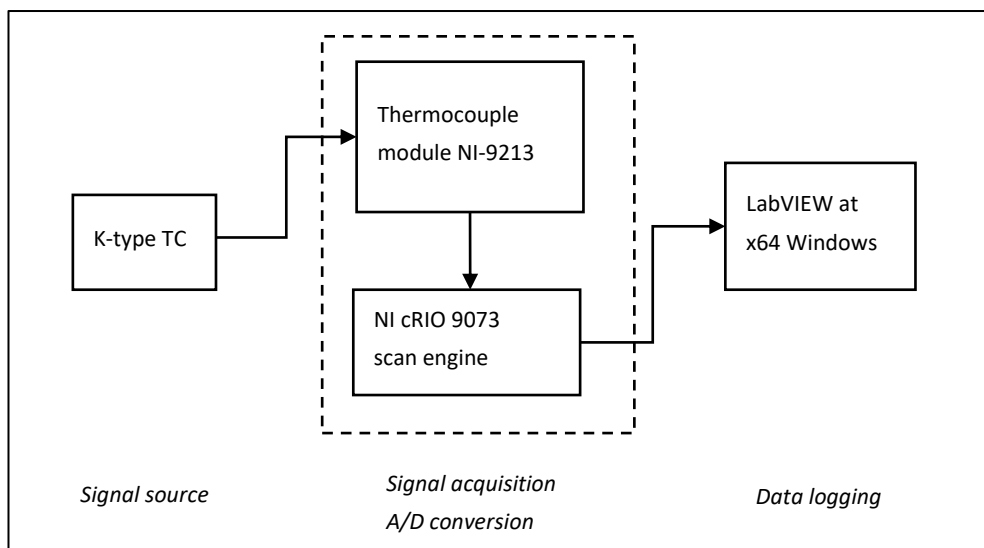 Thermocouple
module NI-9213
K-type TC
LabVIEW at
x64 Windows
NI cRIO 9073
scan engine
Signal source
Signal acquisition
A/D conversion
Data logging